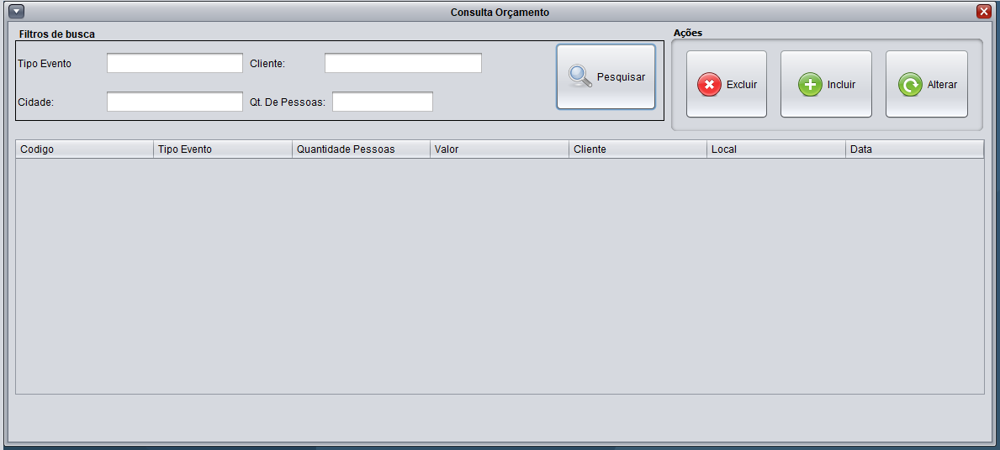 Consulta Orçamento
Filtros de busca
Tipo Evento
Cliente:
Pesquisar
Cidade:
Qt. De Pessoas:
Ações
Excluir
Incluir
Alterar
Codigo Tipo Evento Quantidade Pessoas Valor Cliente Local Data